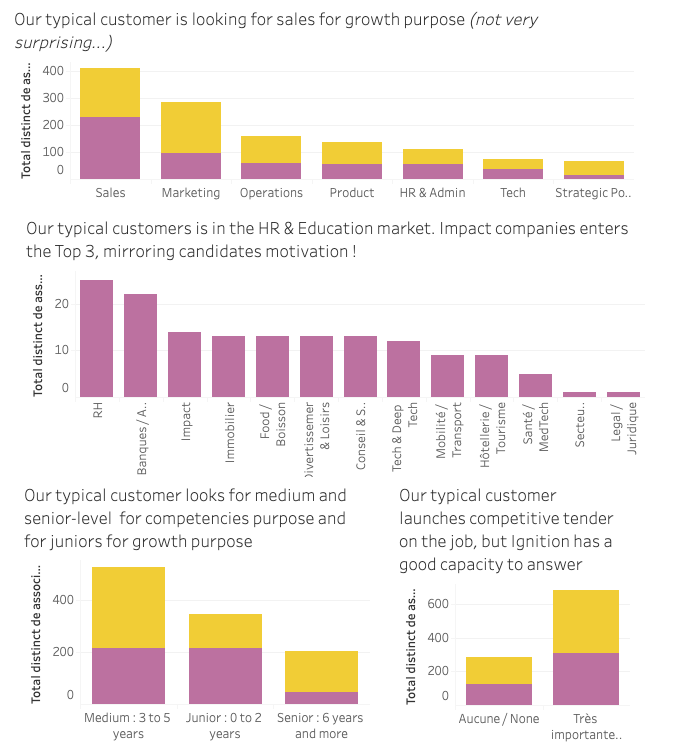 Our typical customer is looking for sales for growth purpose (not very
surprising...)
Total distinct de as...
400
300
200
100
0
Sales
Marketing
Operations
Product
HR & Admin
Tech
Strategic Po..
Our typical customers is in the HR & Education market. Impact companies enters
the Top 3, mirroring candidates motivation !
Total distinct de ass...
20
10
0
RH
Banques / A..
Impact
Immobilier
Food /
Boisson
Divertissemer
& Loisirs
Conseil & S..
Tech & Deep
Tech
Mobilité /
Transport
Hôtellerie /
Tourisme
Santé /
MedTech
Secteu..
Legal /
Juridique
Our typical customer looks for medium and
senior-level for competencies purpose and
for juniors for growth purpose
Total distinct de associ...
400
200
0
Medium : 3 to 5
years
Junior : 0 to 2
years
Senior : 6 years
and more
Our typical customer
launches competitive tender
on the job, but Ignition has a
good capacity to answer
Total distinct de as...
600
400
200
0
Aucune / None
Très
importante..